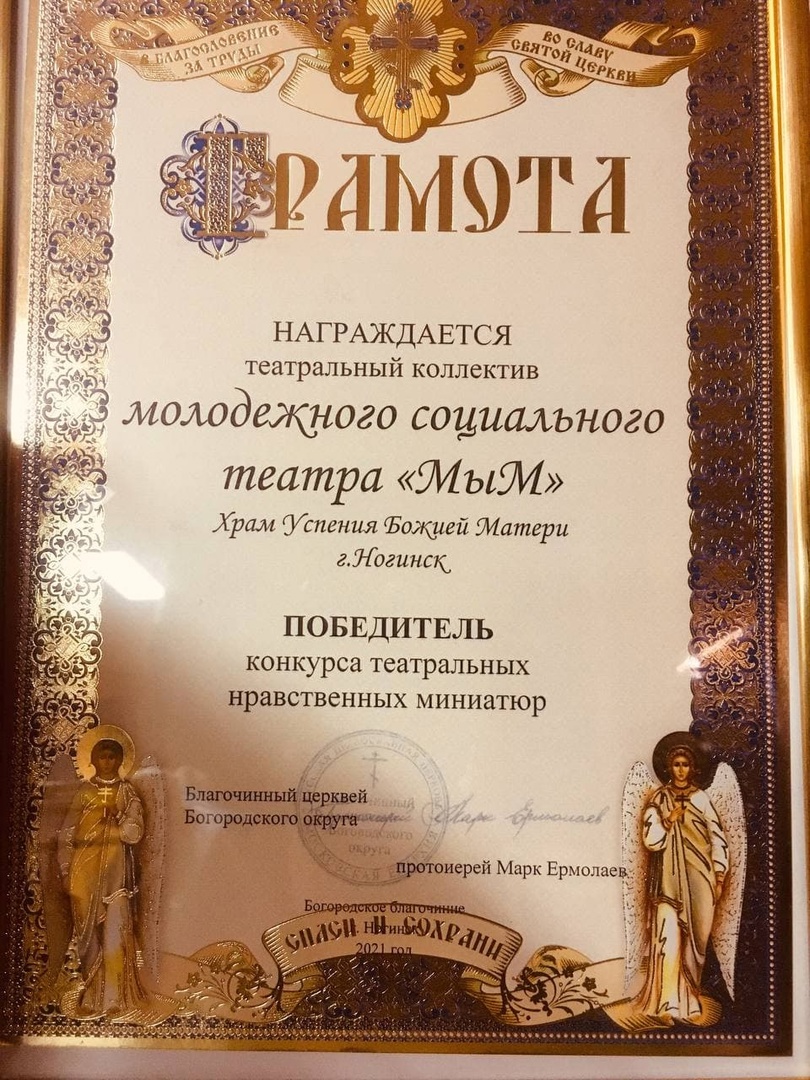 В БЛАГОСЛОВЕНИЕ
ЗА ТРУДЫ
ВО СЛАВУ
СВЯТОЙ ЦЕРКВИ
ГРАМОТА
НАГРАЖДАЕТСЯ
театральный коллектив
молодежного социального
театра «МыМ»
Храм Успения Божией Матери
г.Ногинск
ПОБЕДИТЕЛЬ
конкурса театральных
нравственных миниатюр
Благочинный церквей
Богородского округа
Марк Ермолаев
протоиерей Марк Ермолаев
Богородское благочиние
2021 год
СПАСИ И СОХРАНИ